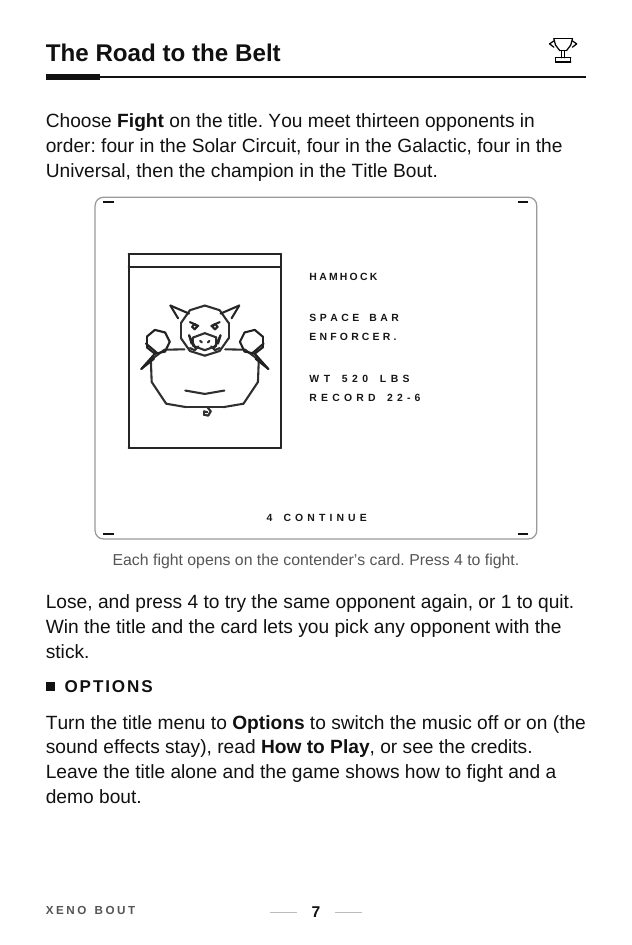 The Road to the Belt
Choose Fight on the title. You meet thirteen opponents in
order: four in the Solar Circuit, four in the Galactic, four in the
Universal, then the champion in the Title Bout.
HAMHOCK
SPACE BAR
ENFORCER.
WT 520 LBS
RECORD 22-6
4 CONTINUE
Each fight opens on the contender's card. Press 4 to fight.
Lose, and press 4 to try the same opponent again, or 1 to quit.
Win the title and the card lets you pick any opponent with the
stick.
OPTIONS
Turn the title menu to Options to switch the music off or on (the
sound effects stay), read How to Play, or see the credits.
Leave the title alone and the game shows how to fight and a
demo bout.
XENO BOUT
7